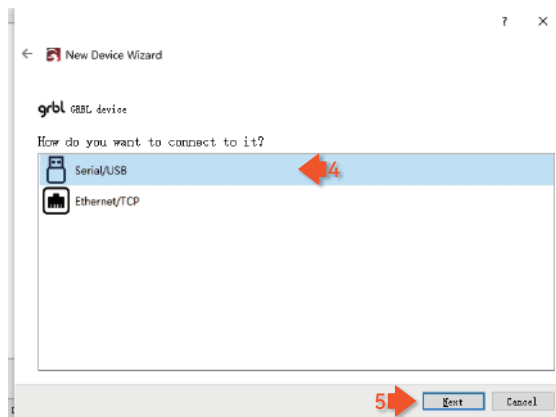 ?
New Device Wizard
grbl GRBL device
How do you want to connect to it?
Serial/USB
4
Ethernet/TCP
5
Next
Cancel